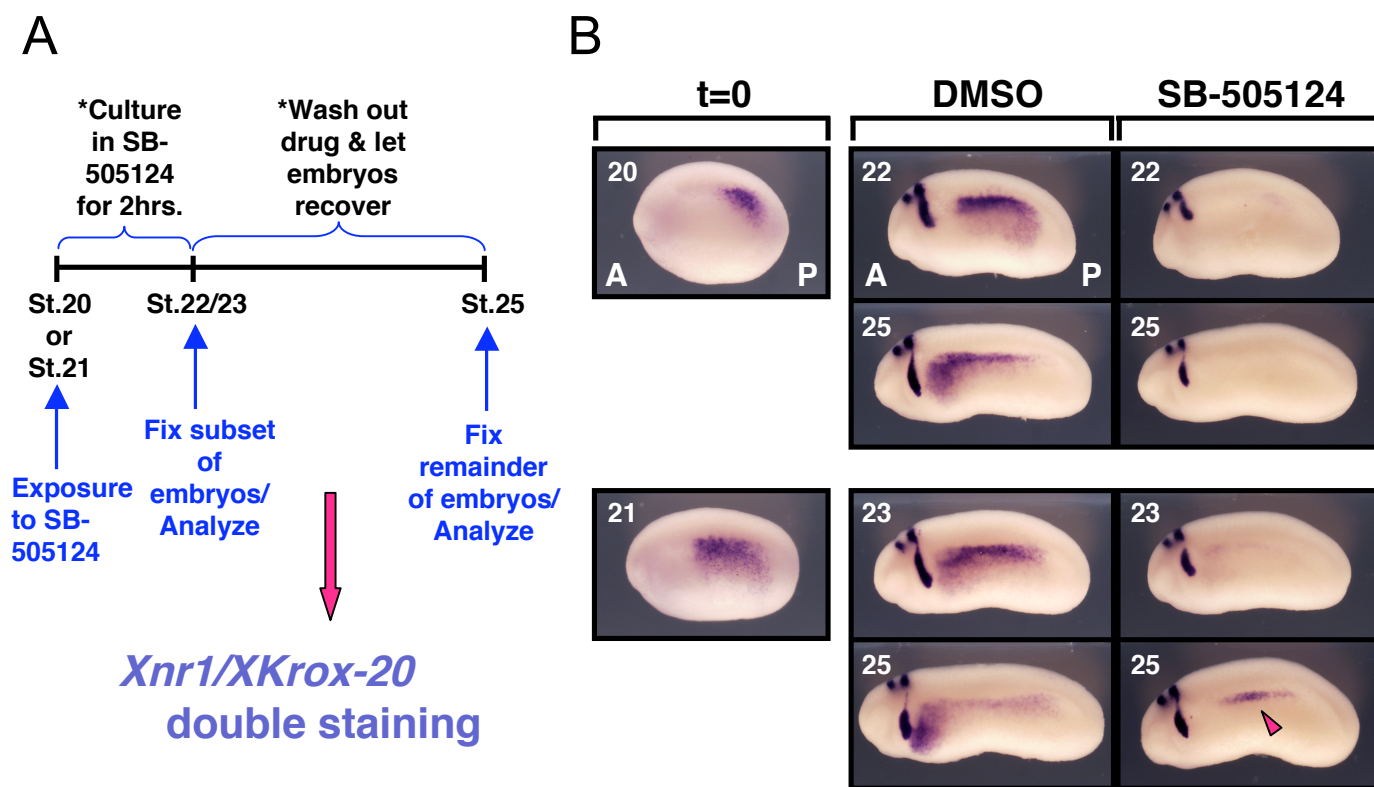 A
*Culture
in SB-
505124
for 2hrs.
*Wash out
drug & let
embryos
recover
St.20
or
St.21
St.22/23
St.25
Exposure
to SB-
505124
Fix subset
of
embryos/
Analyze
Fix
remainder
of embryos/
Analyze
Xnr1/XKrox-20
double staining
B
t=0
DMSO
SB-505124
20
A
P
22
A
P
22
25
25
21
23
23
25
25